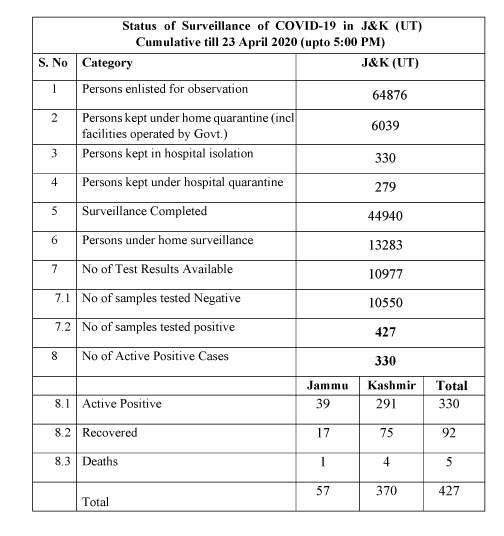 Status of Surveillance of COVID-19 in J&K (UT)
Cumulative till 23 April 2020 (upto 5:00 PM)
S. No Category J&K (UT)
1 Persons enlisted for observation 64876
2 Persons kept under home quarantine (incl
facilities operated by Govt.) 6039
3 Persons kept in hospital isolation 330
4 Persons kept under hospital quarantine 279
5 Surveillance Completed 44940
6 Persons under home surveillance 13283
7 No of Test Results Available 10977
7.1 No of samples tested Negative 10550
7.2 No of samples tested positive 427
8 No of Active Positive Cases 330
Jammu Kashmir Total
8.1 Active Positive 39 291 330
8.2 Recovered 17 75 92
8.3 Deaths 1 4 5
Total 57 370 427